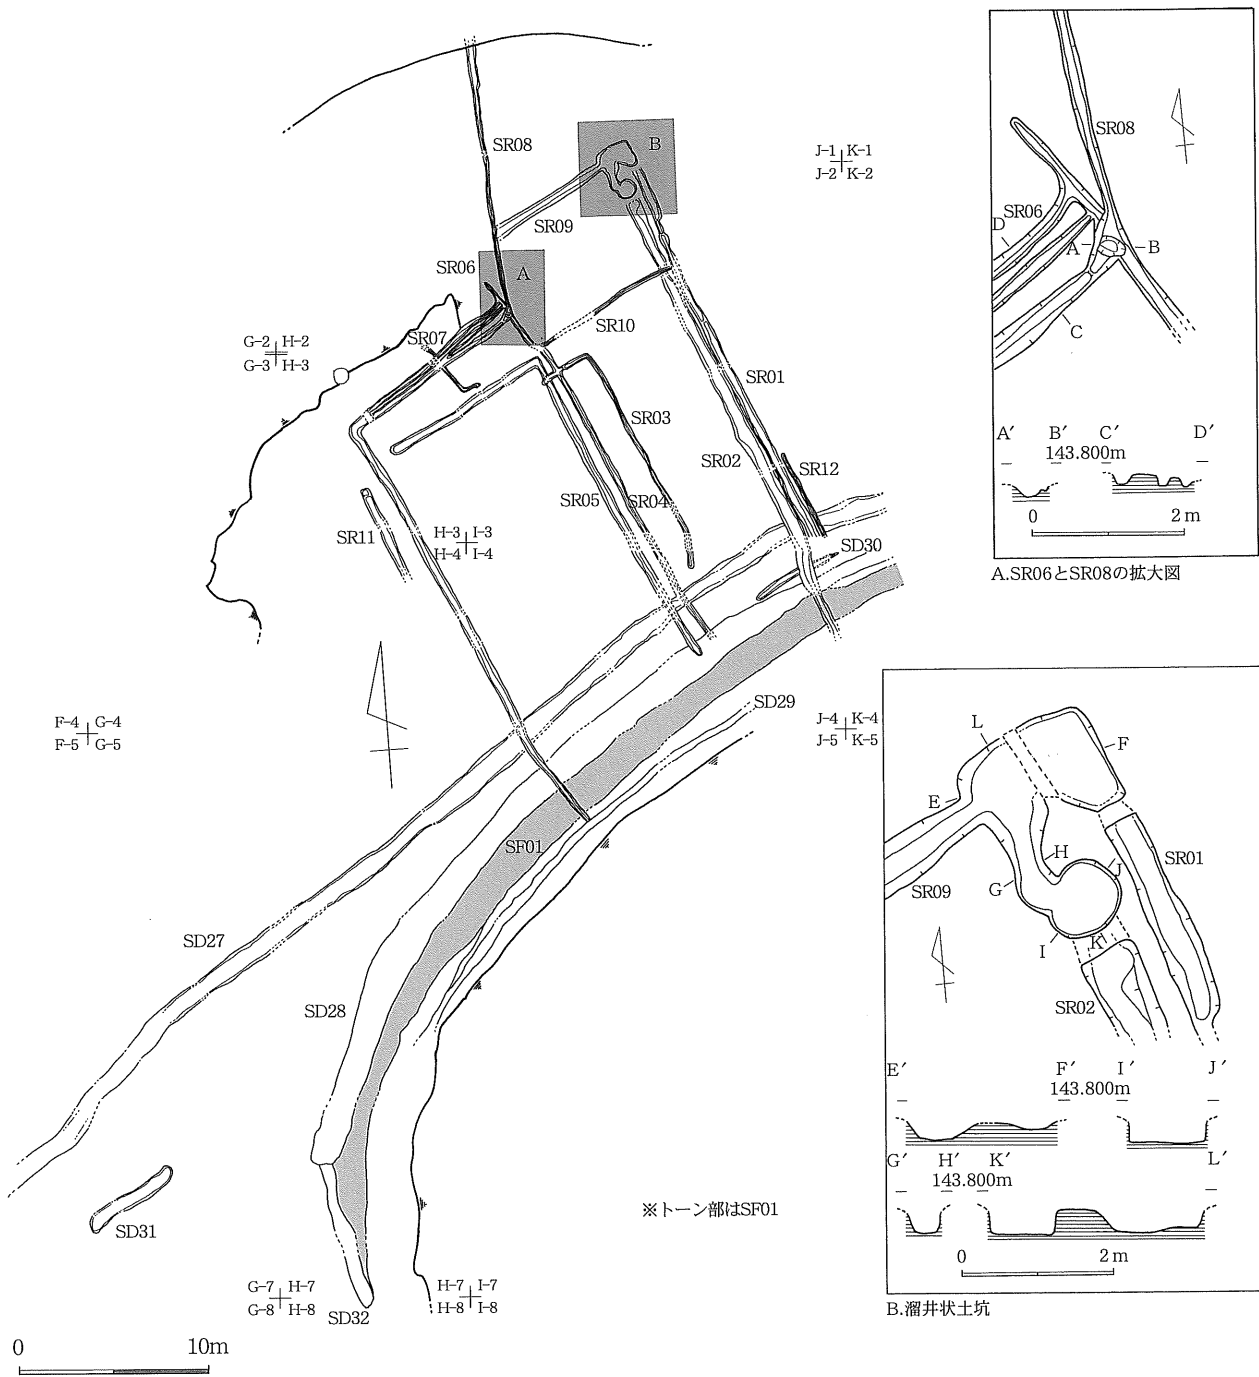 SR08
B
J-1 K-1
J-2 K-2
SR09
SR06
A
SR10
SR07
G-2 H-2
G-3 H-3
SR01
SR03
SR02
SR12
SR05
SR04
SR11
H-3 I-3
H-4 I-4
SD30
SD29
F-4 G-4
F-5 G-5
J-4 K-4
J-5 K-5
SF01
SD27
SD28
SD31
※トーン部はSF01
G-7 H-7
G-8 H-8
H-7 I-7
H-8 I-8
SD32
0 10m
SR08
SR06
D
A
B
C
A′ B′ C′ D′
143.800m
0 2m
A.SR06とSR08の拡大図
L
F
E
H
J
SR01
G
SR09
I
K
SR02
E′ F′ I′ J′
143.800m
G′ H′ K′ L′
143.800m
0 2m
B.溜井状土坑